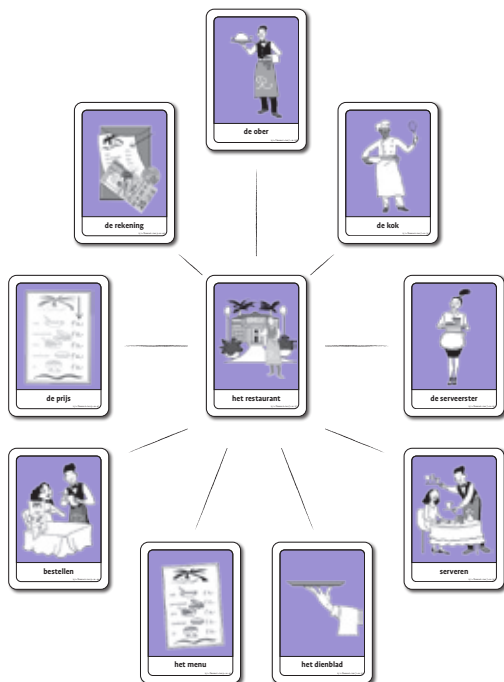 de ober
de rekening
de kok
de prijs
het restaurant
de serveerster
bestellen
serveren
het menu
het dienblad